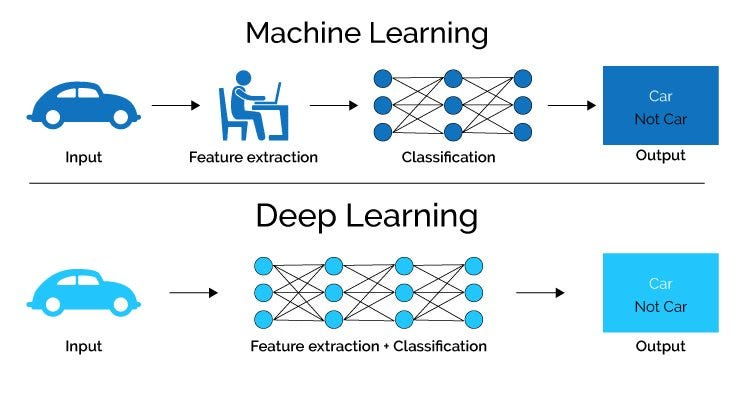 Machine Learning
Car
Not Car
Input
Feature extraction
Classification
Output
Deep Learning
Car
Not Car
Input
Feature extraction + Classification
Output